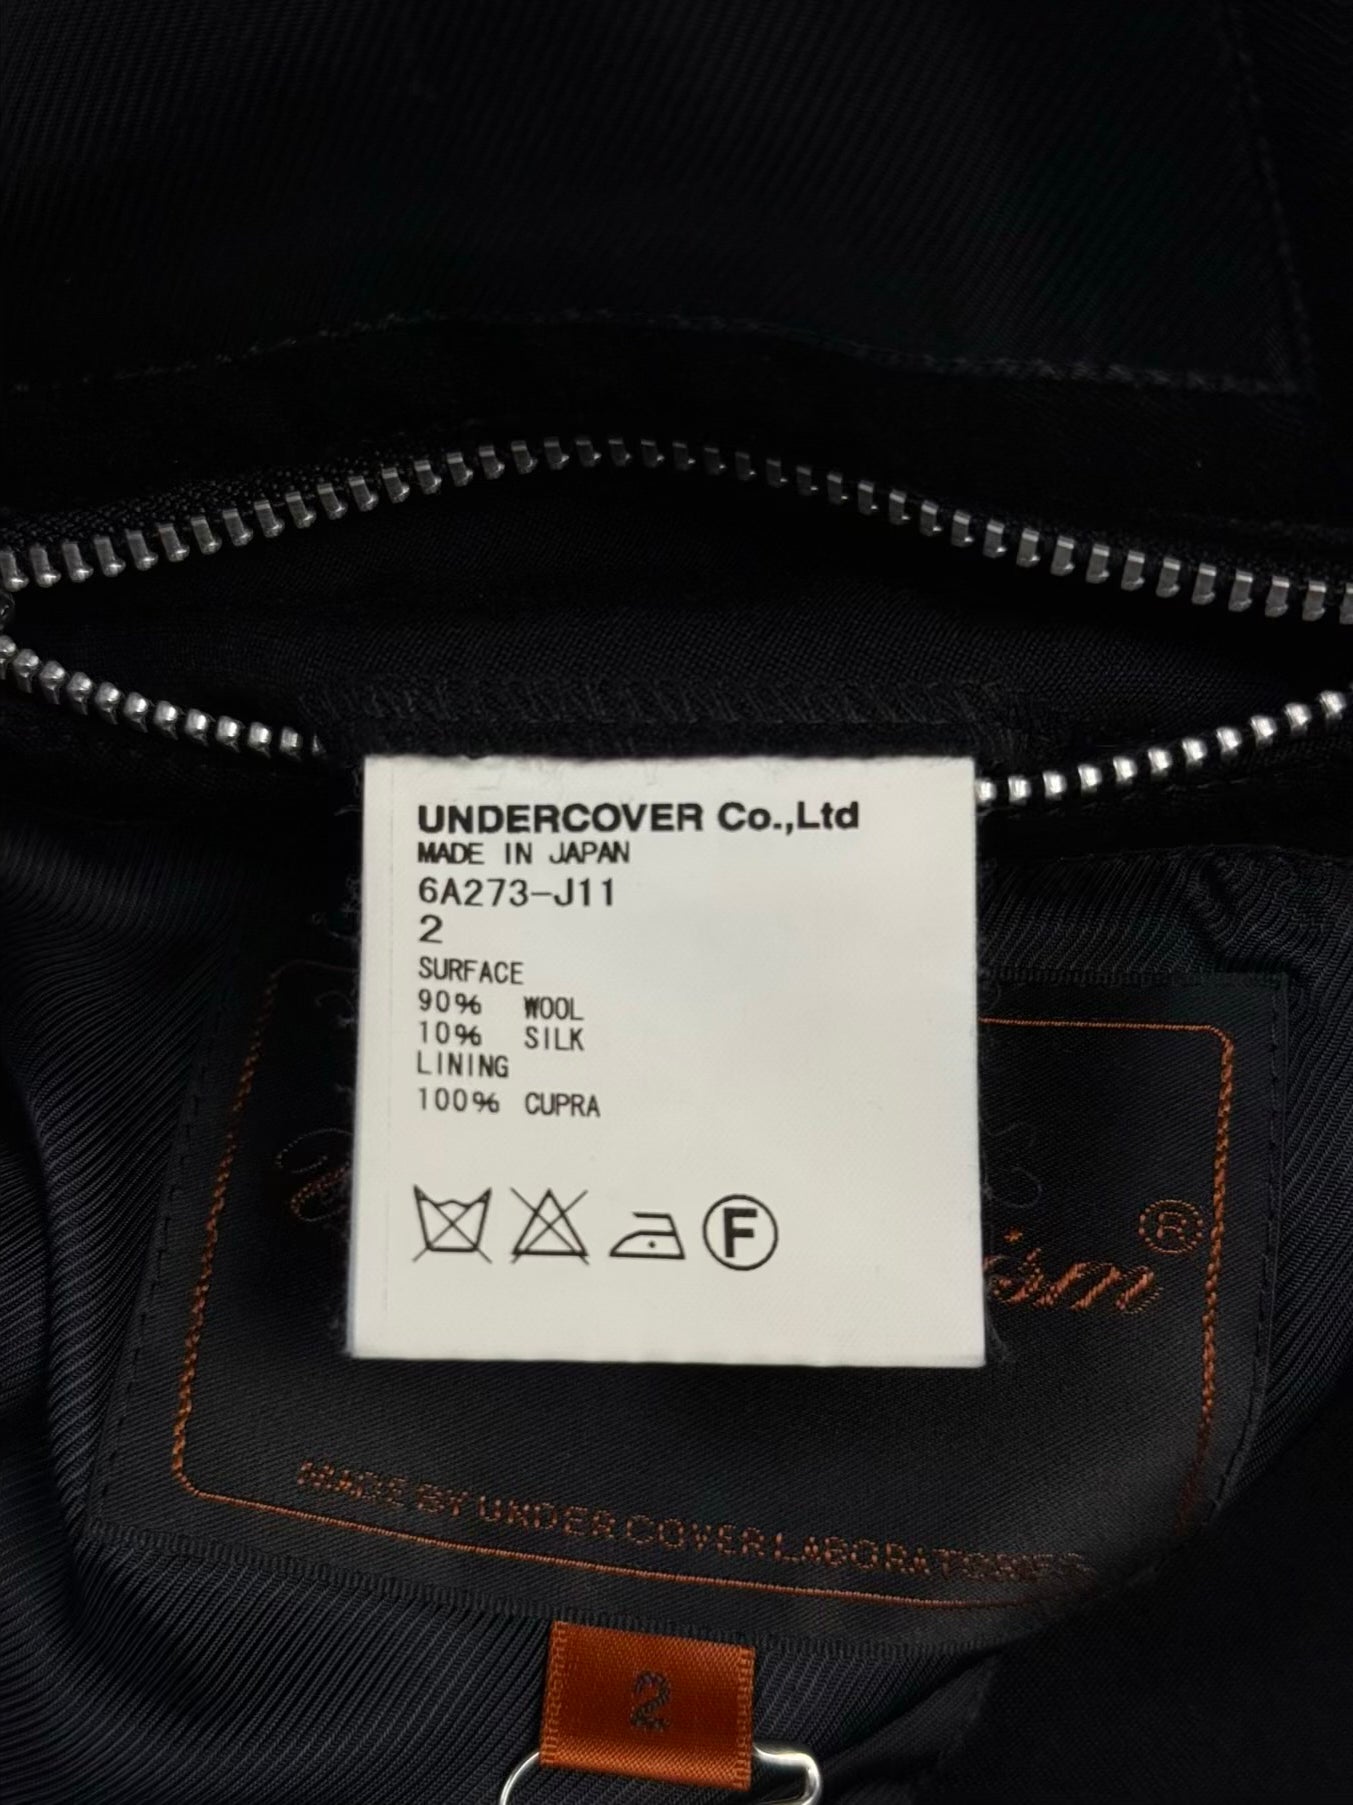 UNDERCOVER Co.,Ltd
MADE IN JAPAN
6A273-J11
2
SURFACE
90% WOOL
10% SILK
LINING
100% CUPRA
F
ism®
MADE BY UNDERCOVER LABORATORIES
2